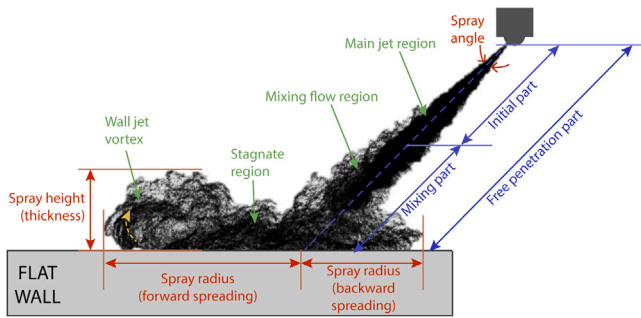 Spray
angle
Main jet region
Mixing flow region
Wall jet
vortex
Stagnate
region
Spray height
(thickness)
Initial part
Mixing part
Free penetration part
Spray radius
(forward spreading)
Spray radius
(backward
spreading)
FLAT
WALL